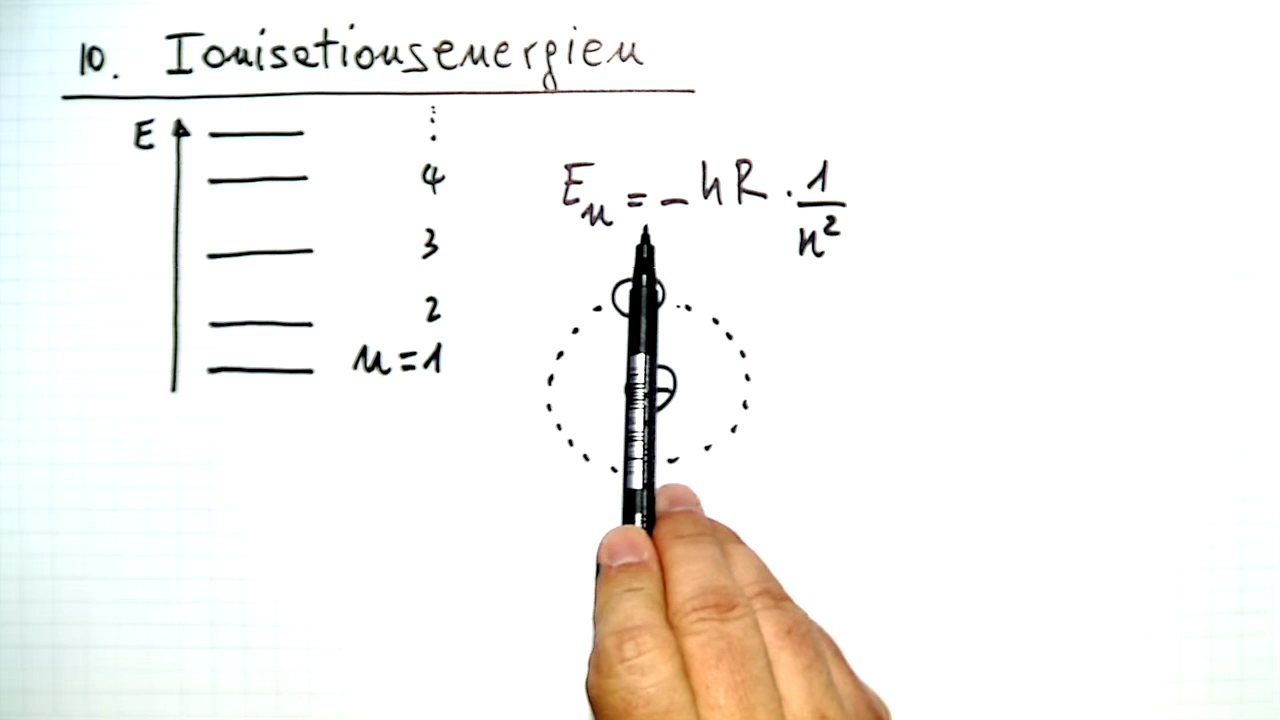 10. Ionisationsenergien
E
⋮
4
3
2
n=1
Eₙ = -hR · 1/n²